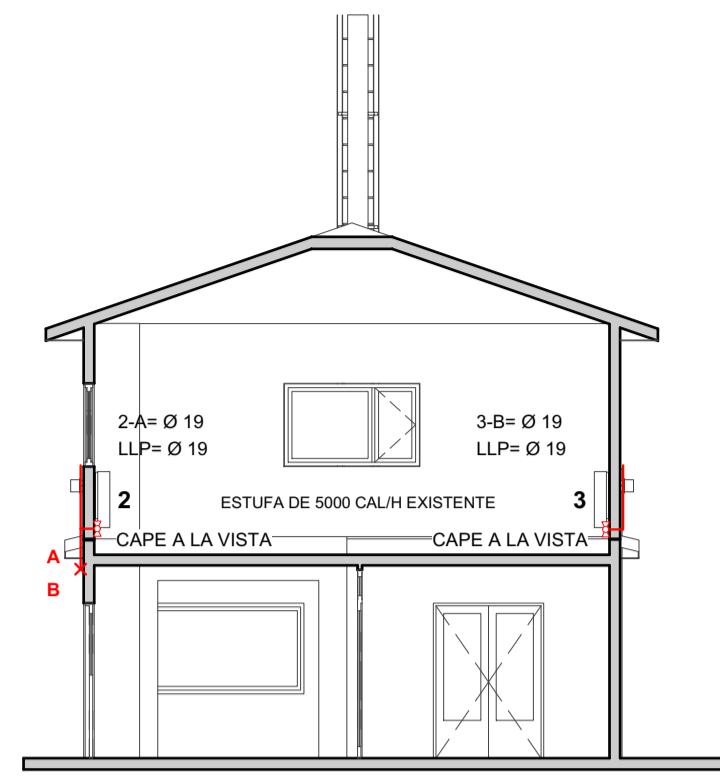 2-A= Ø 19
LLP= Ø 19
3-B= Ø 19
LLP= Ø 19
2
ESTUFA DE 5000 CAL/H EXISTENTE
3
CAPE A LA VISTA
CAPE A LA VISTA
A
B